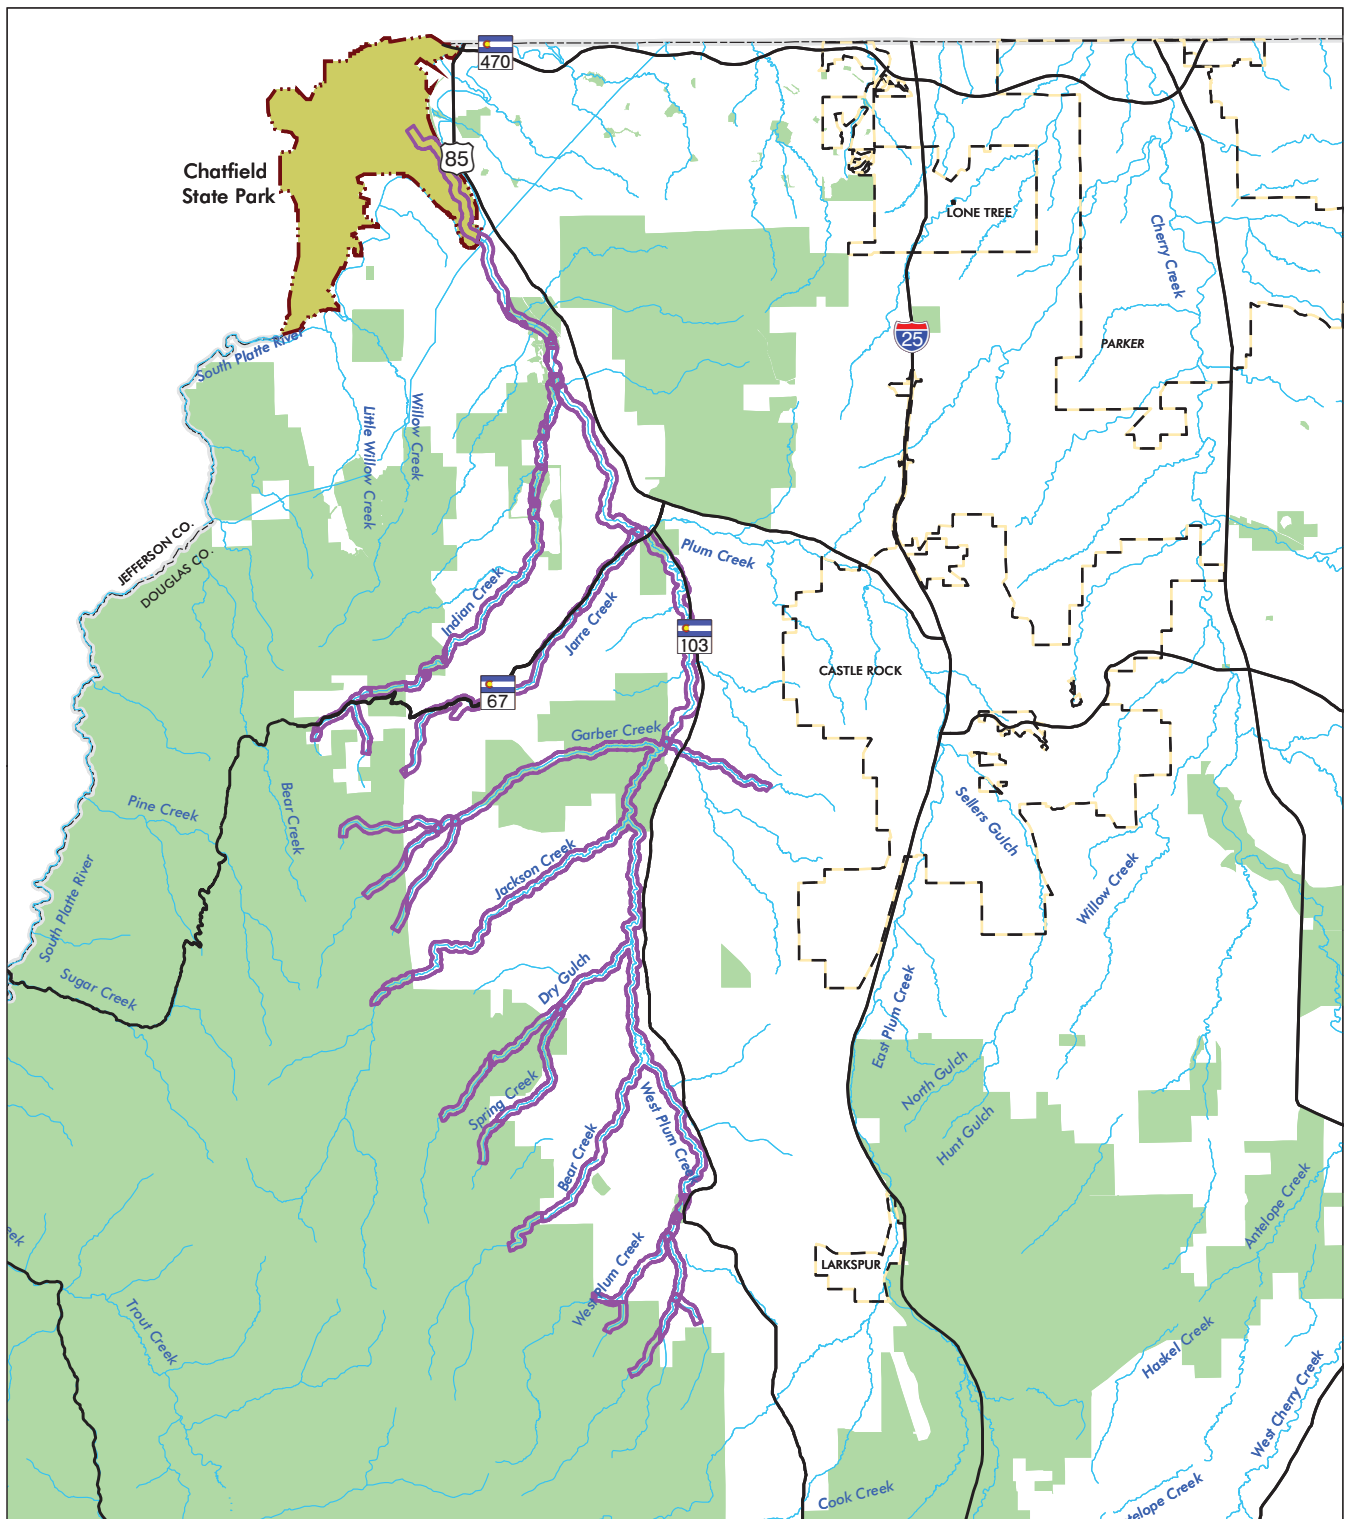 470
85
Chatfield
State Park
LONE TREE
Cherry Creek
25
PARKER
South Platte River
Little Willow Creek
Willow Creek
JEFFERSON CO.
DOUGLAS CO.
Plum Creek
Indian Creek
Jarre Creek
103
CASTLE ROCK
67
Garber Creek
Pine Creek
Bear Creek
Sellers Gulch
Jackson Creek
Willow Creek
South Platte River
Sugar Creek
Dry Gulch
East Plum Creek
North Gulch
Spring Creek
Hunt Gulch
West Plum Creek
Bear Creek
Antelope Creek
eek
West Plum Creek
LARKSPUR
Trout Creek
Haskel Creek
West Cherry Creek
Cook Creek
telope Creek